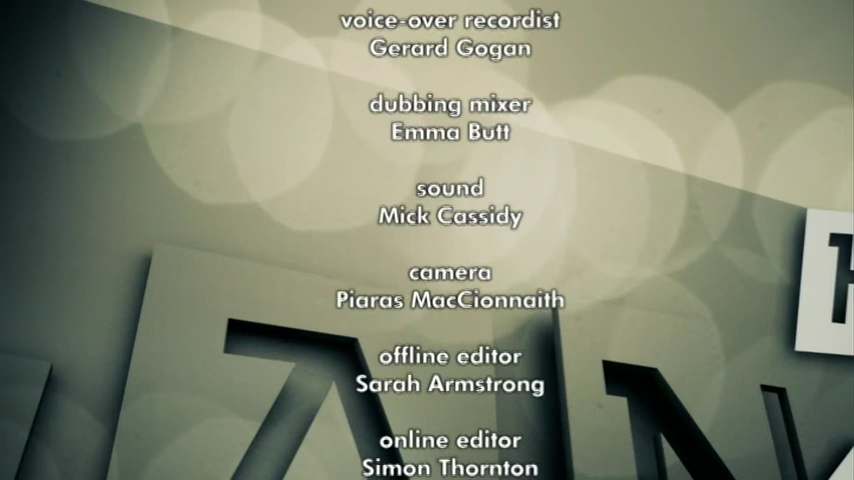 voice-over recordist
Gerard Gogan
dubbing mixer
Emma Butt
sound
Mick Cassidy
camera
Piaras MacCionnaith
offline editor
Sarah Armstrong
online editor
Simon Thornton